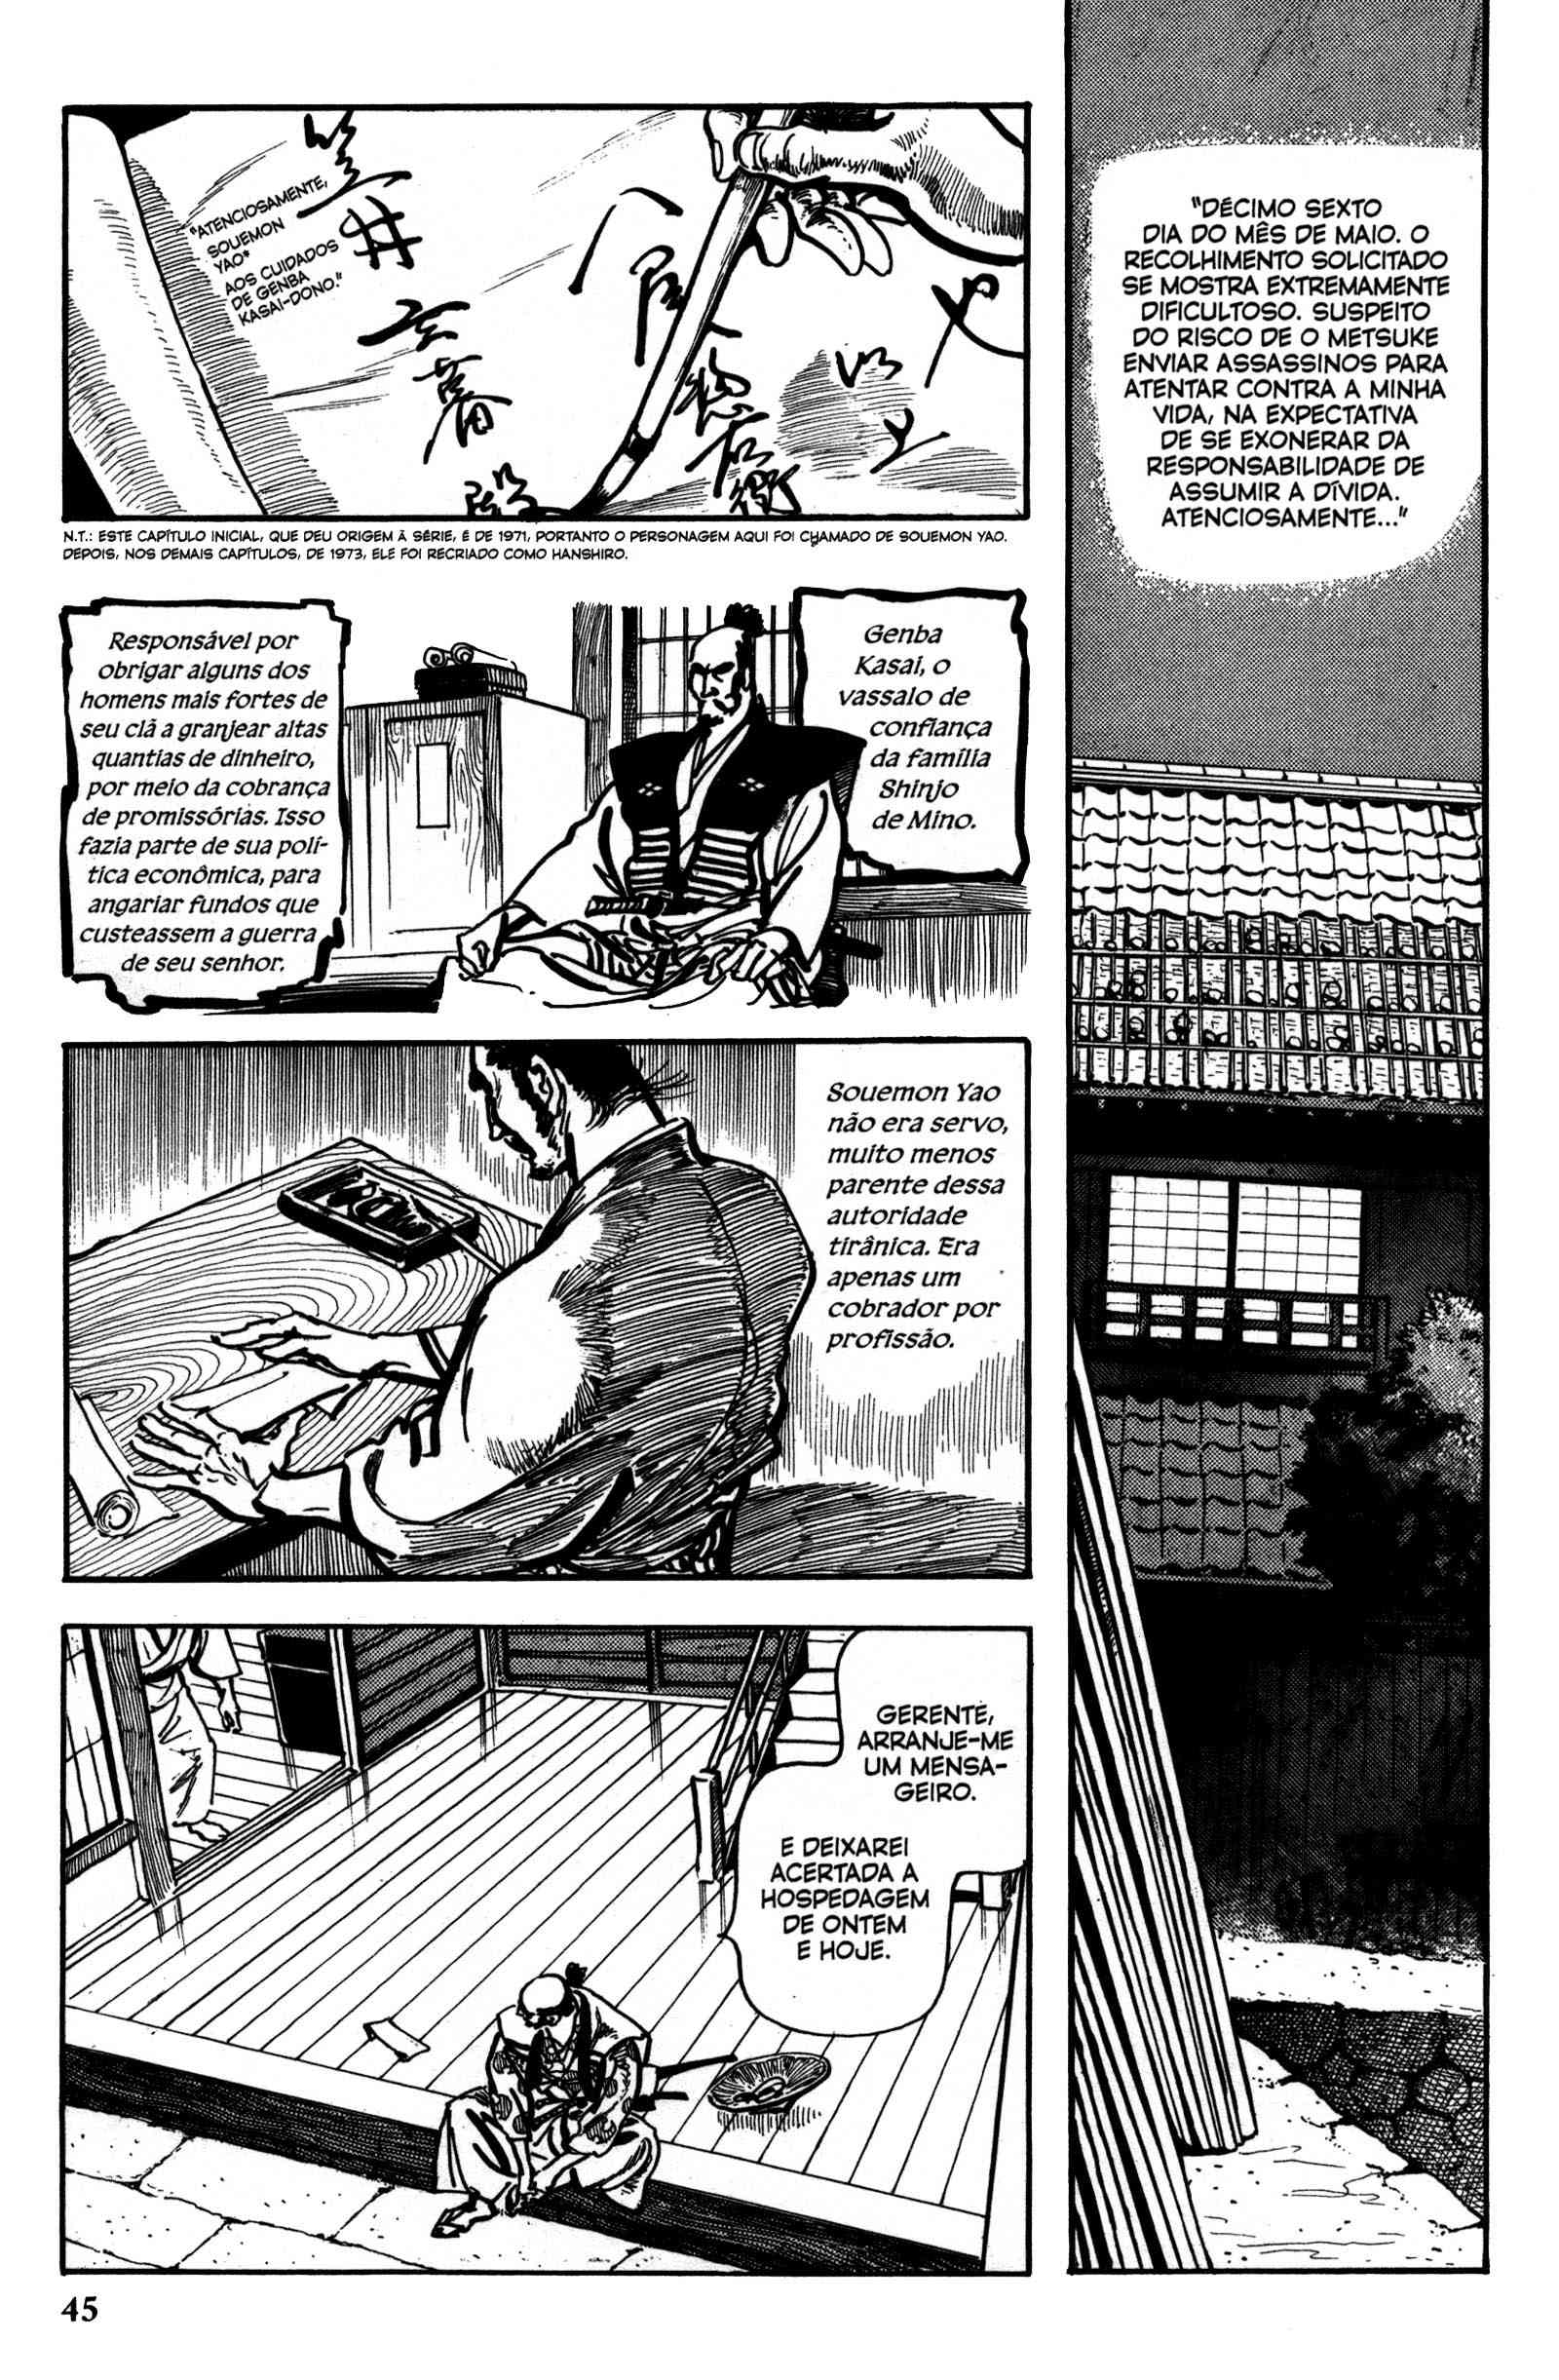 "DÉCIMO SEXTO
DIA DO MÊS DE MAIO. O
RECOLHIMENTO SOLICITADO
SE MOSTRA EXTREMAMENTE
DIFICULTOSO. SUSPEITO
DO RISCO DE O METSUKE
ENVIAR ASSASSINOS PARA
ATENTAR CONTRA A MINHA
VIDA, NA EXPECTATIVA
DE SE EXONERAR DA
RESPONSABILIDADE DE
ASSUMIR A DÍVIDA.
ATENCIOSAMENTE..."
"ATENCIOSAMENTE,
SOUEMON
YAO*
AOS CUIDADOS
DE GENBA
KASAI-DONO."
N.T.: ESTE CAPÍTULO INICIAL, QUE DEU ORIGEM À SÉRIE, É DE 1971, PORTANTO O PERSONAGEM AQUI FOI CHAMADO DE SOUEMON YAO.
DEPOIS, NOS DEMAIS CAPÍTULOS, DE 1973, ELE FOI RECRIADO COMO HANSHIRO.
Genba
Kasai, o
vassalo de
confiança
da família
Shinjo
de Mino.
Responsável por
obrigar alguns dos
homens mais fortes de
seu clã a granjear altas
quantias de dinheiro,
por meio da cobrança
de promissórias. Isso
fazia parte de sua polí-
tica econômica, para
angariar fundos que
custeassem a guerra
de seu senhor.
Souemon Yao
não era servo,
muito menos
parente dessa
autoridade
tirânica. Era
apenas um
cobrador por
profissão.
GERENTE,
ARRANJE-ME
UM MENSA-
GEIRO.
E DEIXAREI
ACERTADA A
HOSPEDAGEM
DE ONTEM
E HOJE.
45